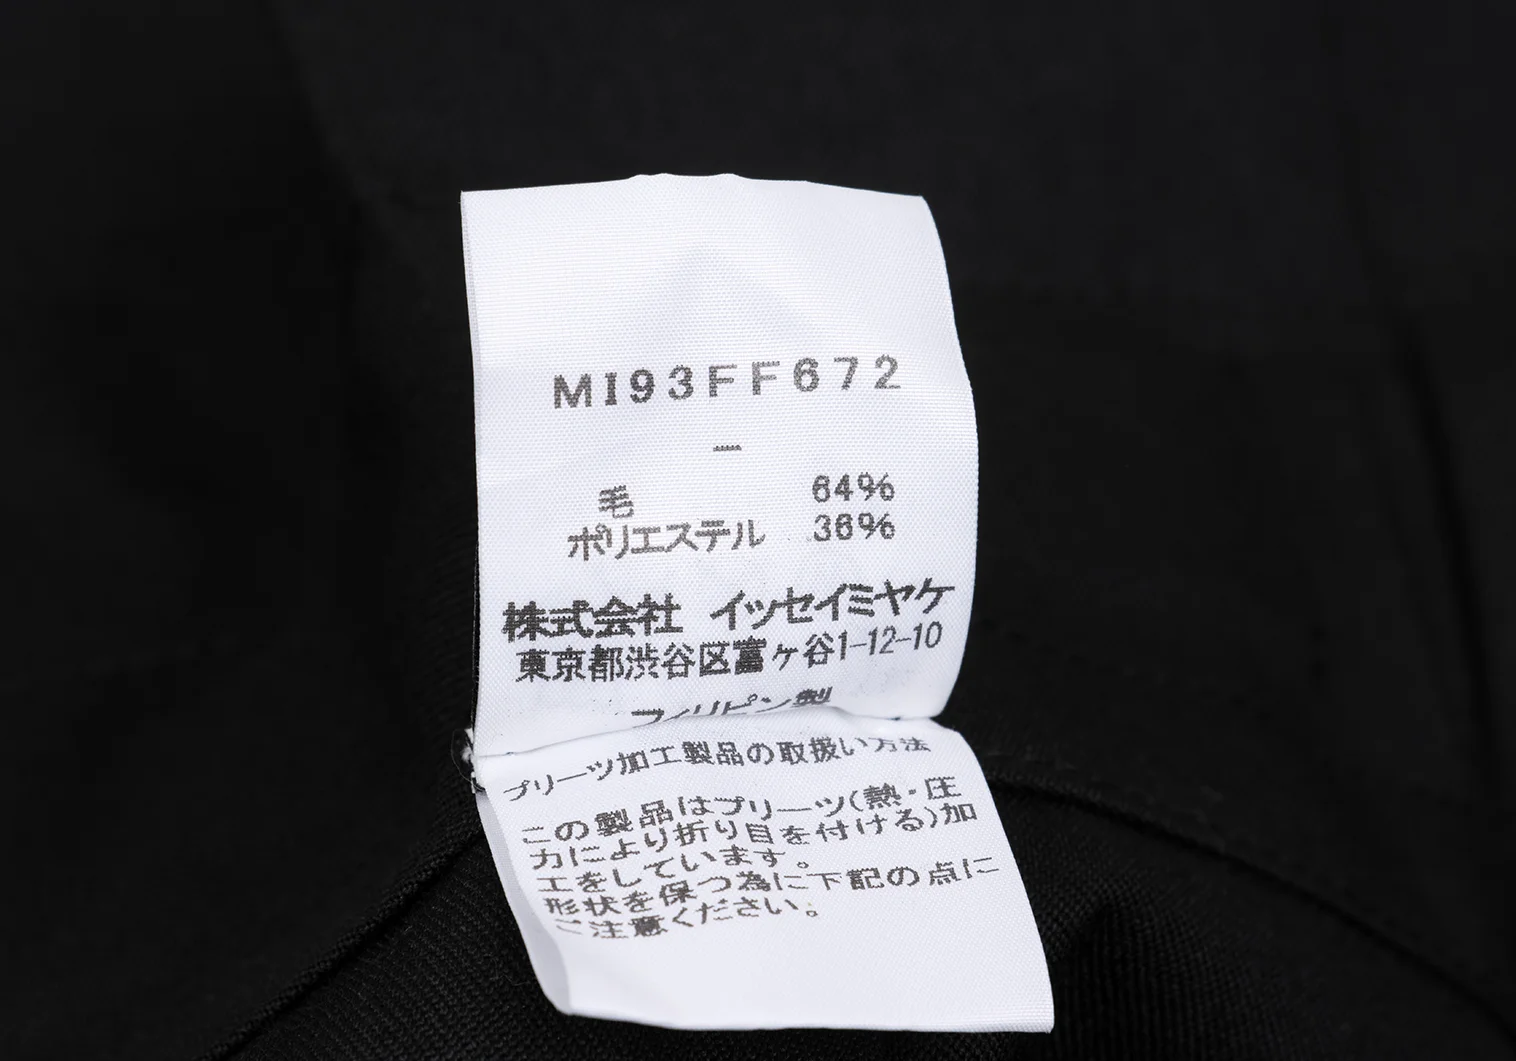 MI93FF672
—
毛 64%
ポリエステル 36%
株式会社 イッセイミヤケ
東京都渋谷区富ヶ谷1-12-10
フィリピン製
プリーツ加工製品の取扱い方法
この製品はプリーツ(熱・圧
力により折り目を付ける)加
工をしています。
形状を保つ為に下記の点に
ご注意ください。